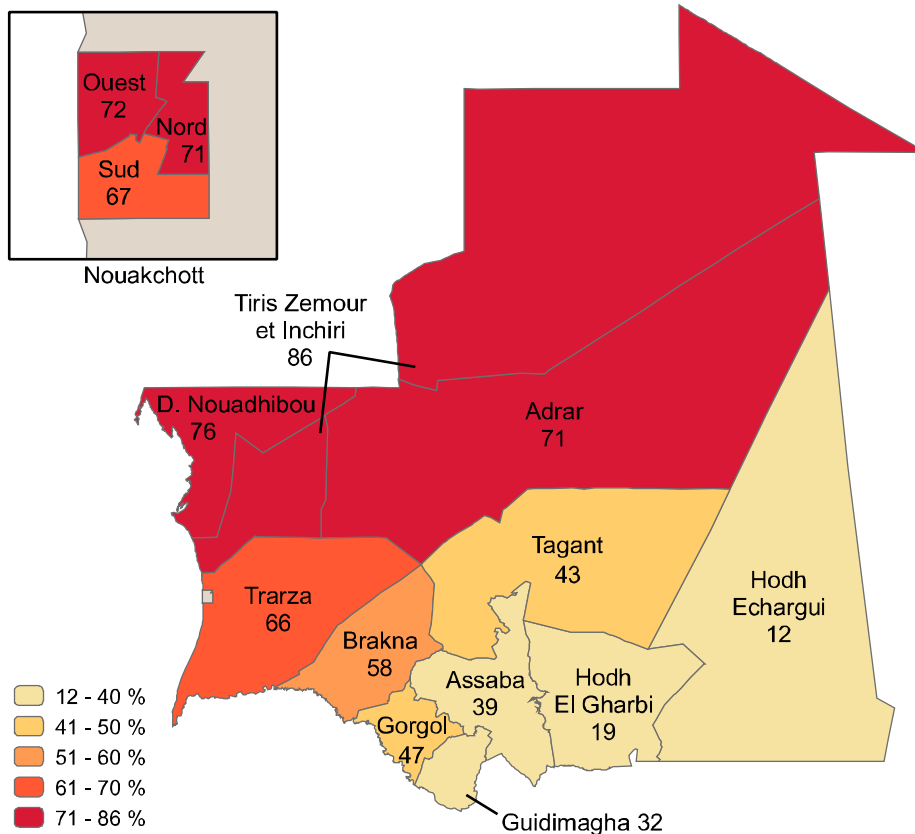 Ouest
72
Nord
71
Sud
67
Nouakchott
Tiris Zemour
et Inchiri
86
D. Nouadhibou
76
Adrar
71
Tagant
43
Hodh
Echargui
12
Trarza
66
Brakna
58
Assaba
39
Hodh
El Gharbi
19
Gorgol
47
Guidimagha 32
12 - 40 %
41 - 50 %
51 - 60 %
61 - 70 %
71 - 86 %